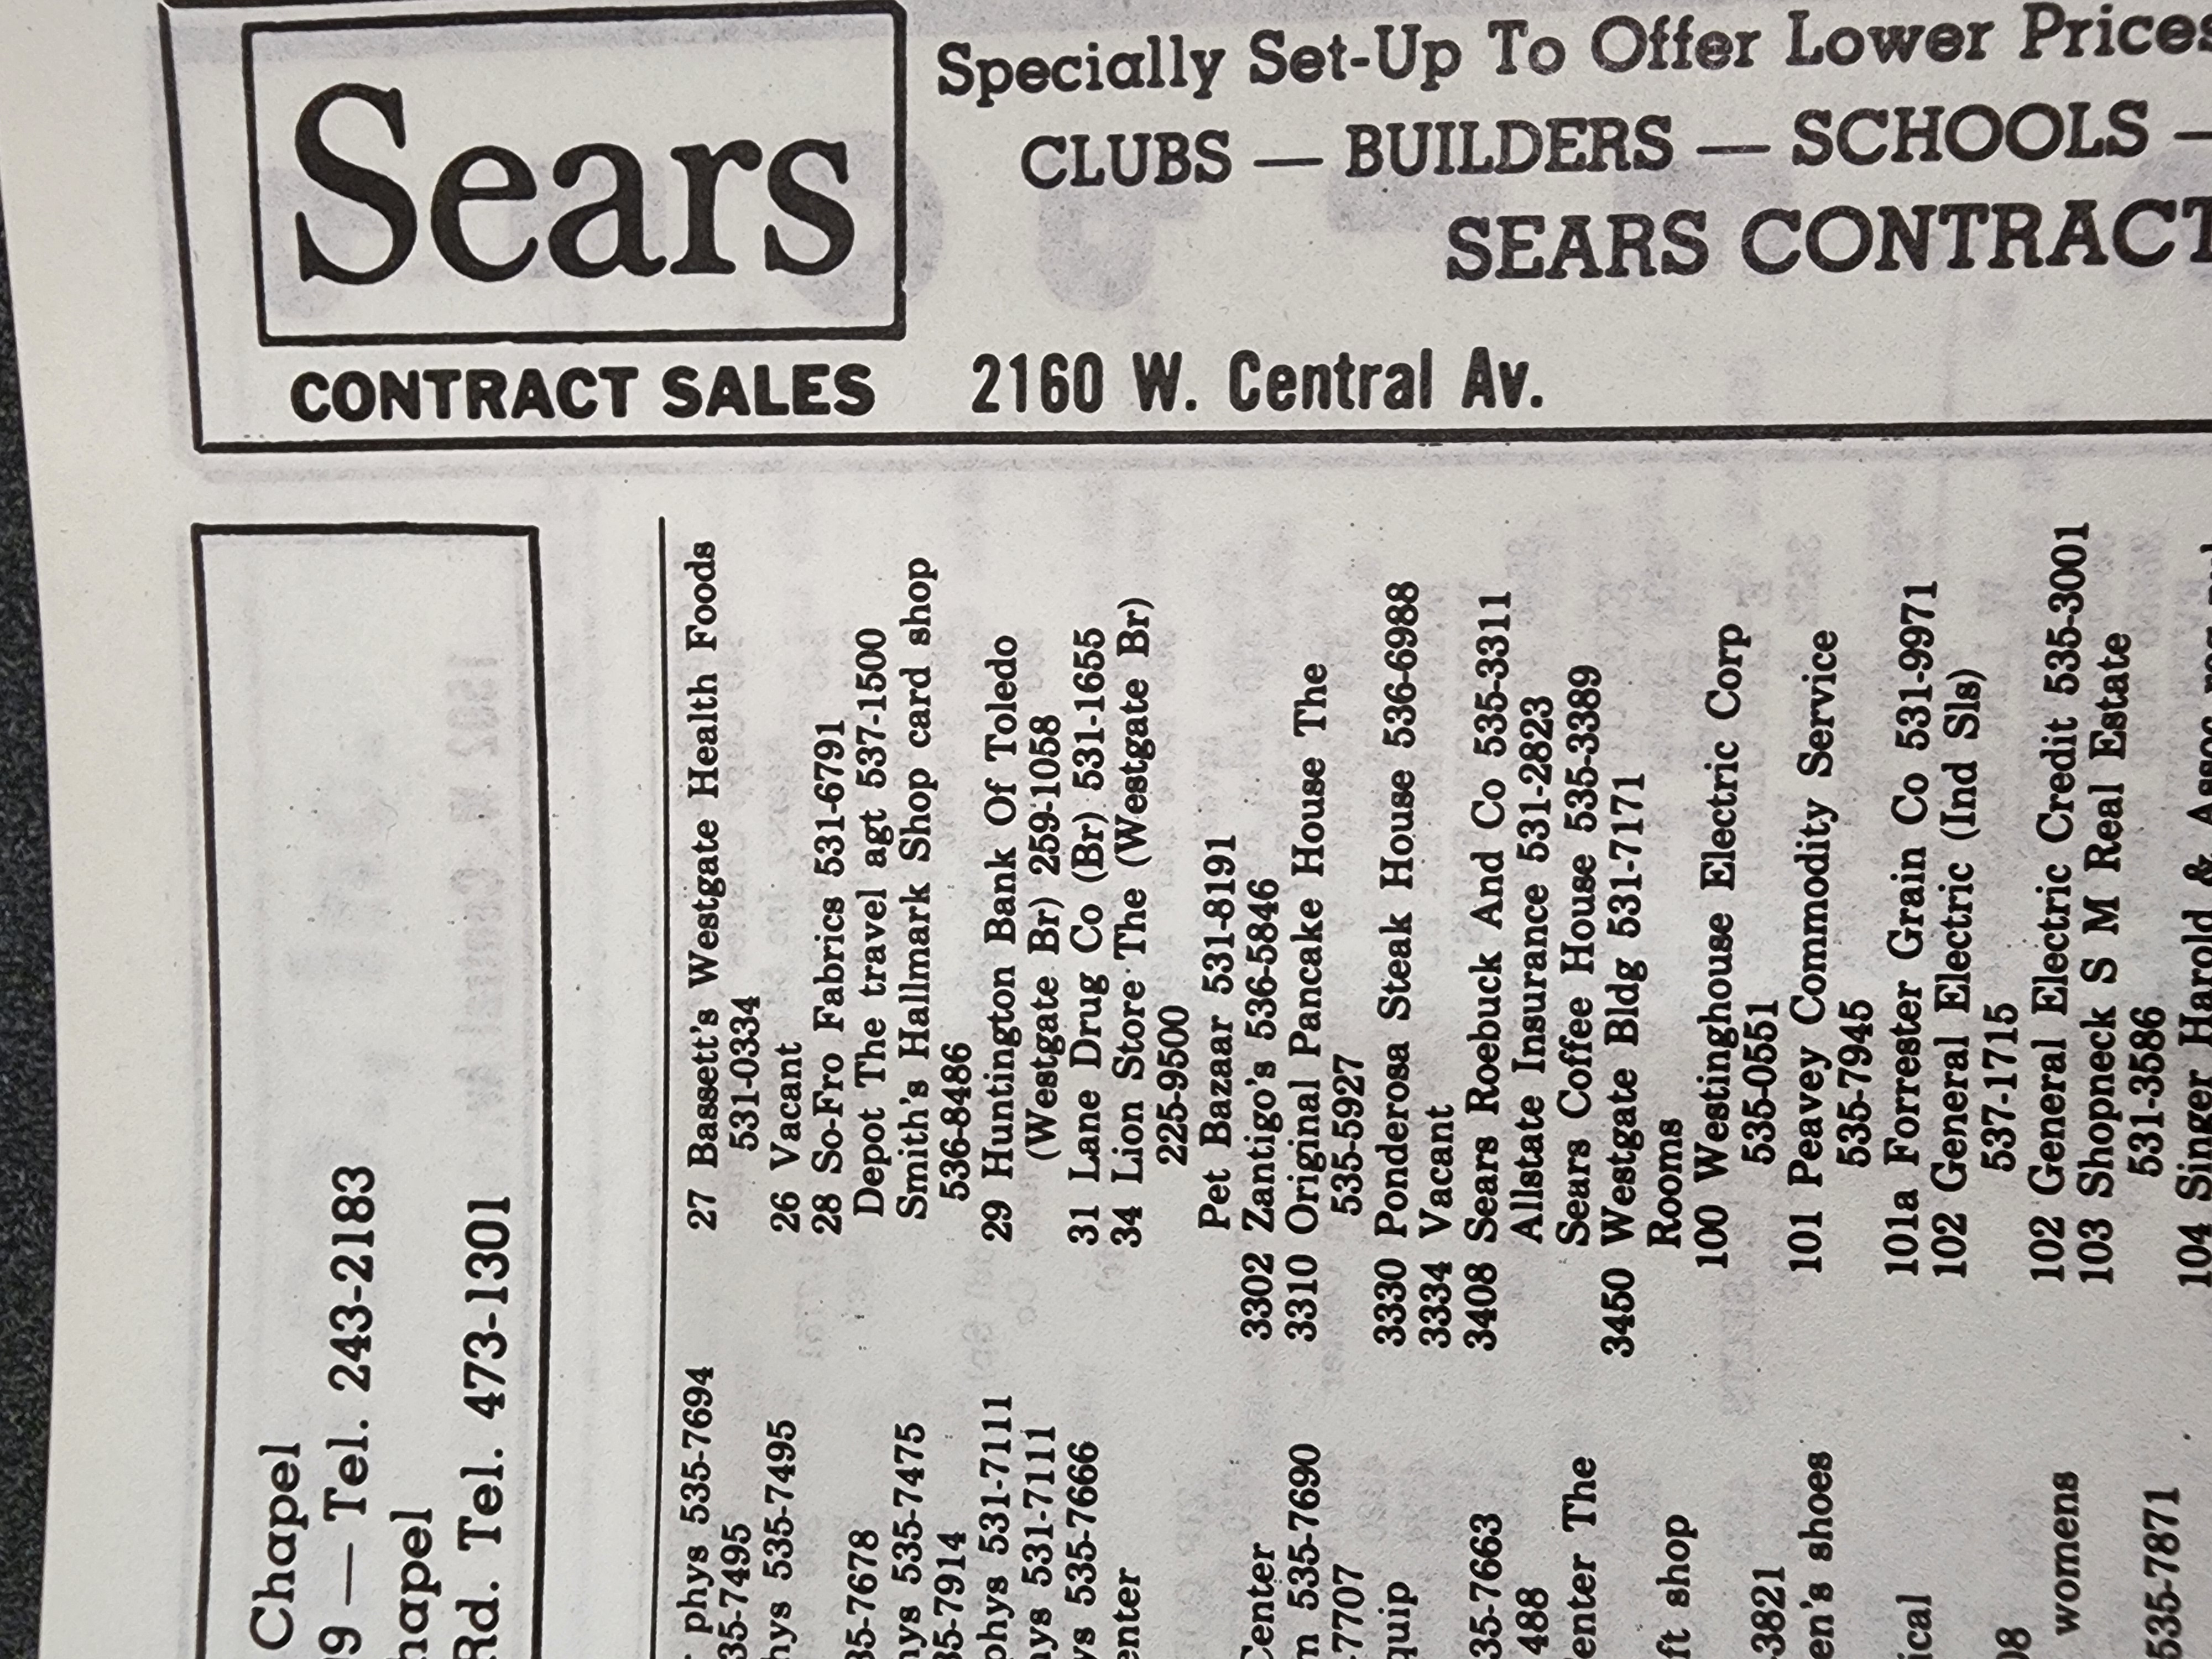 Sears
CONTRACT SALES
Specially Set-Up To Offer Lower Prices
CLUBS — BUILDERS — SCHOOLS —
SEARS CONTRACT
2160 W. Central Av.
Chapel
9 — Tel. 243-2183
hapel
Rd. Tel. 473-1301
phys 535-7694
35-7495
hys 535-7495
35-7678
hys 535-7475
35-7914
phys 531-7111
hys 531-7111
ys 535-7666
enter
Center
n 535-7690
-7707
quip
35-7663
488
enter The
ft shop
-3821
en's shoes
ical
08
womens
535-7871
27 Bassett's Westgate Health Foods
531-0334
26 Vacant
28 So-Fro Fabrics 531-6791
Depot The travel agt 537-1500
Smith's Hallmark Shop card shop
536-8486
29 Huntington Bank Of Toledo
(Westgate Br) 259-1058
31 Lane Drug Co (Br) 531-1655
34 Lion Store The (Westgate Br)
225-9500
Pet Bazaar 531-8191
3302 Zantigo's 536-5846
3310 Original Pancake House The
535-5927
3330 Ponderosa Steak House 536-6988
3334 Vacant
3408 Sears Roebuck And Co 535-3311
Allstate Insurance 531-2823
Sears Coffee House 535-3389
3450 Westgate Bldg 531-7171
Rooms
100 Westinghouse Electric Corp
535-0551
101 Peavey Commodity Service
535-7945
101a Forrester Grain Co 531-9971
102 General Electric (Ind Sls)
537-1715
102 General Electric Credit 535-3001
103 Shopneck S M Real Estate
531-3586
104 Singer Harold & Assoc